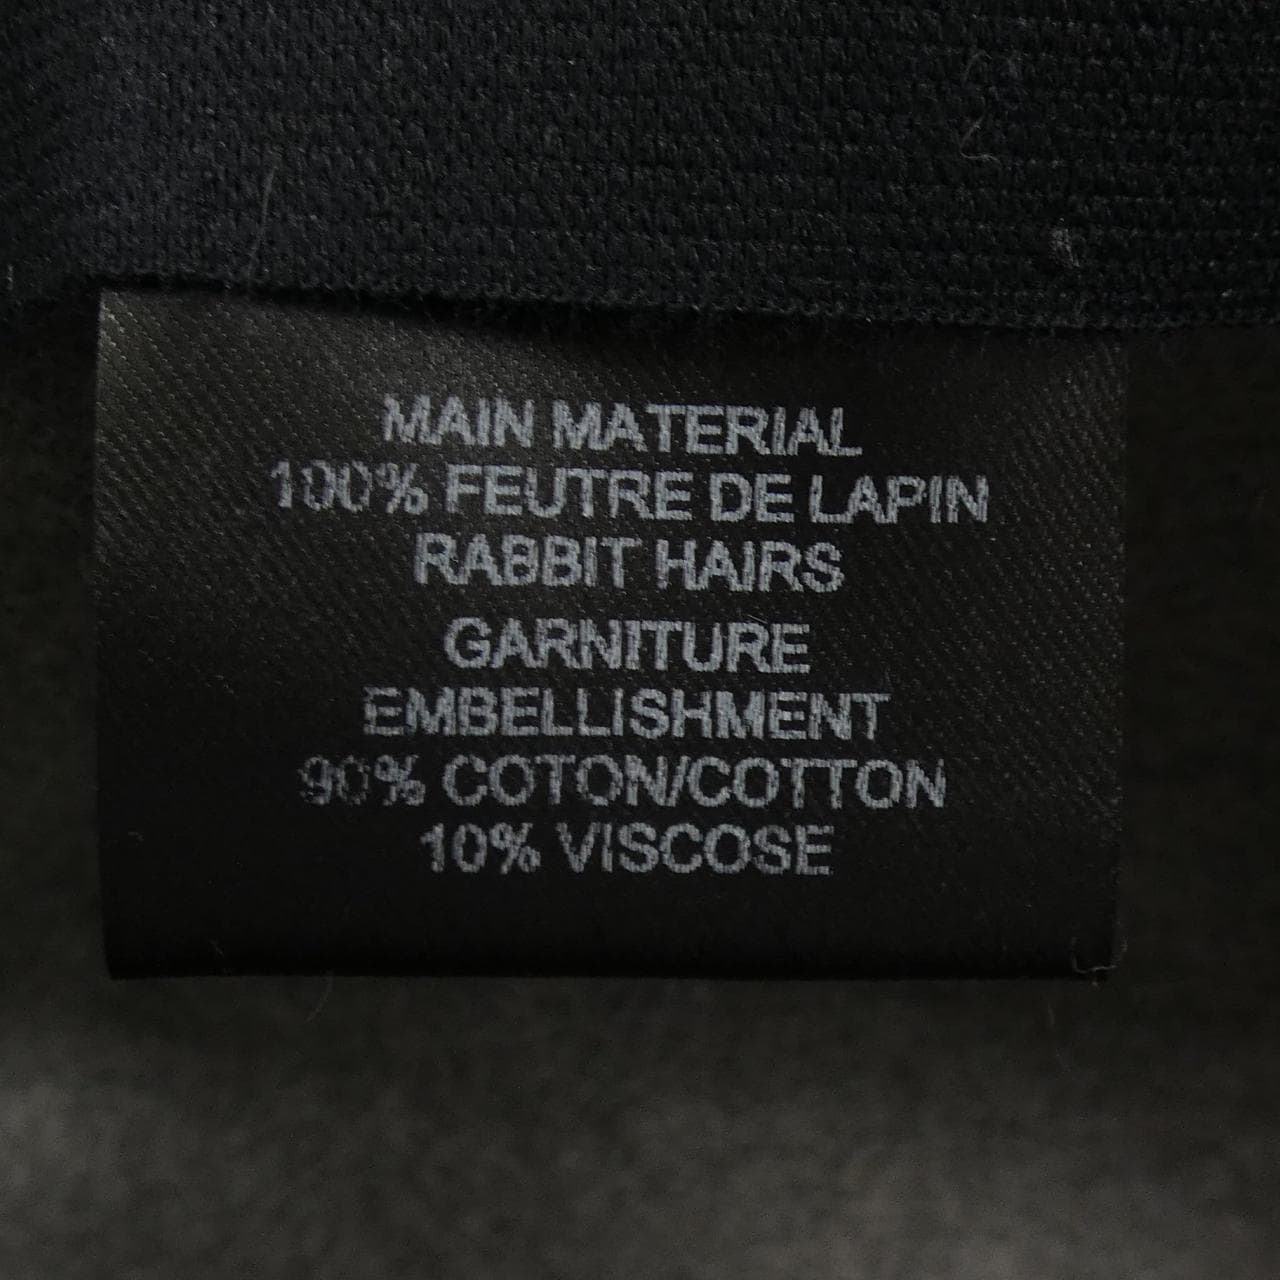 MAIN MATERIAL
100% FEUTRE DE LAPIN
RABBIT HAIRS
GARNITURE
EMBELLISHMENT
90% COTON/COTTON
10% VISCOSE